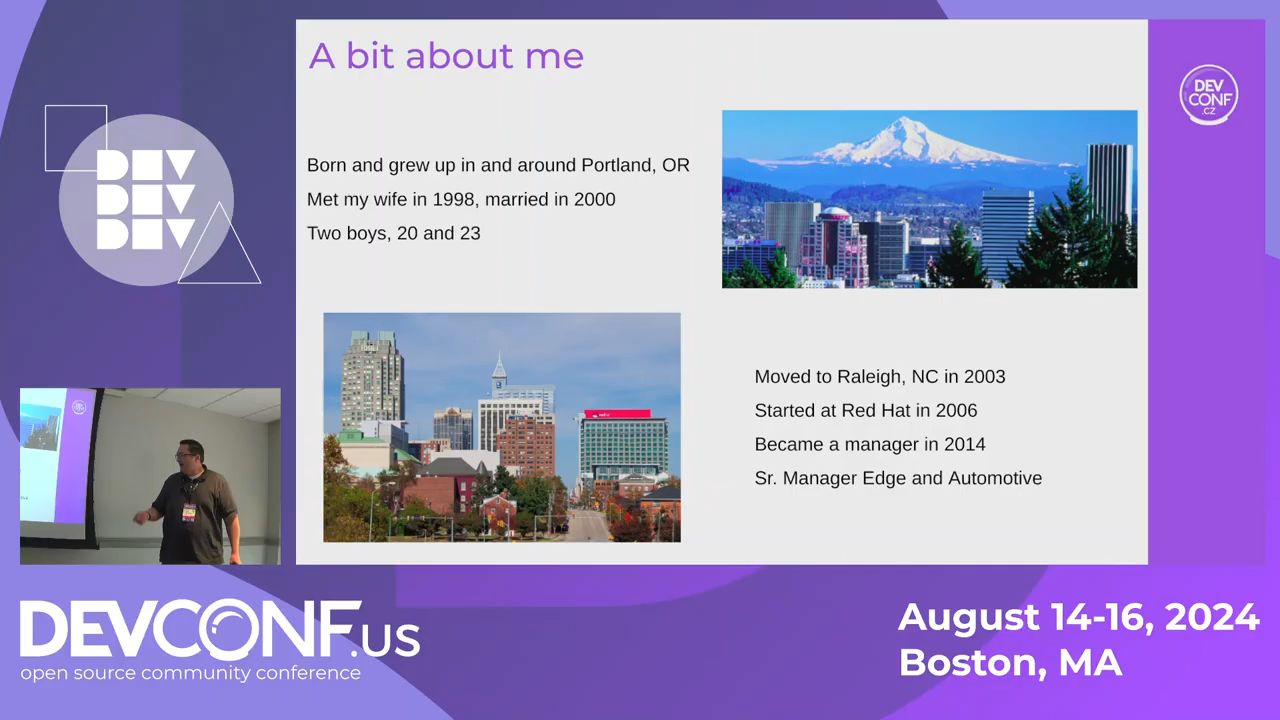 A bit about me
DEV
CONF
.CZ
DEV
DEV
DEV
Born and grew up in and around Portland, OR
Met my wife in 1998, married in 2000
Two boys, 20 and 23
Moved to Raleigh, NC in 2003
Started at Red Hat in 2006
Became a manager in 2014
Sr. Manager Edge and Automotive
DEVCONF.US
open source community conference
August 14-16, 2024
Boston, MA